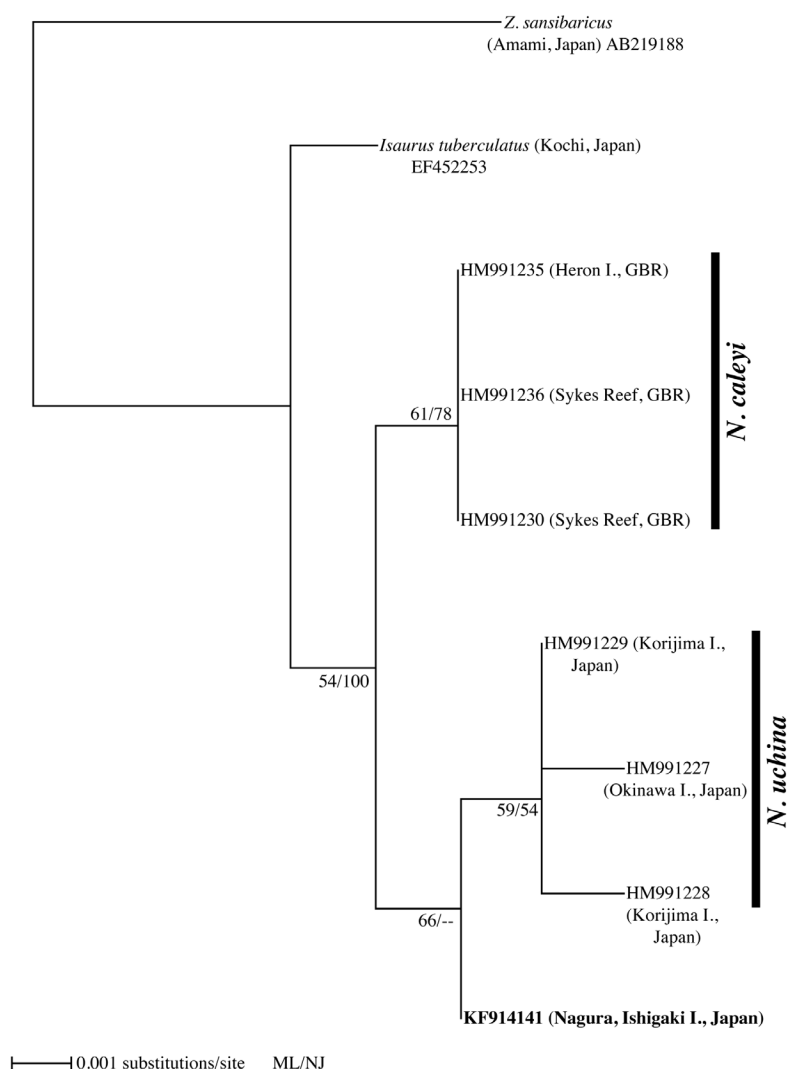 Z. sansibaricus
(Amami, Japan) AB219188
Isaurus tuberculatus (Kochi, Japan)
EF452253
HM991235 (Heron I., GBR)
HM991236 (Sykes Reef, GBR)
61/78
HM991230 (Sykes Reef, GBR)
N. caleyi
HM991229 (Korijima I.,
Japan)
54/100
HM991227
(Okinawa I., Japan)
59/54
HM991228
(Korijima I.,
Japan)
N. uchina
66/--
KF914141 (Nagura, Ishigaki I., Japan)
0.001 substitutions/site ML/NJ